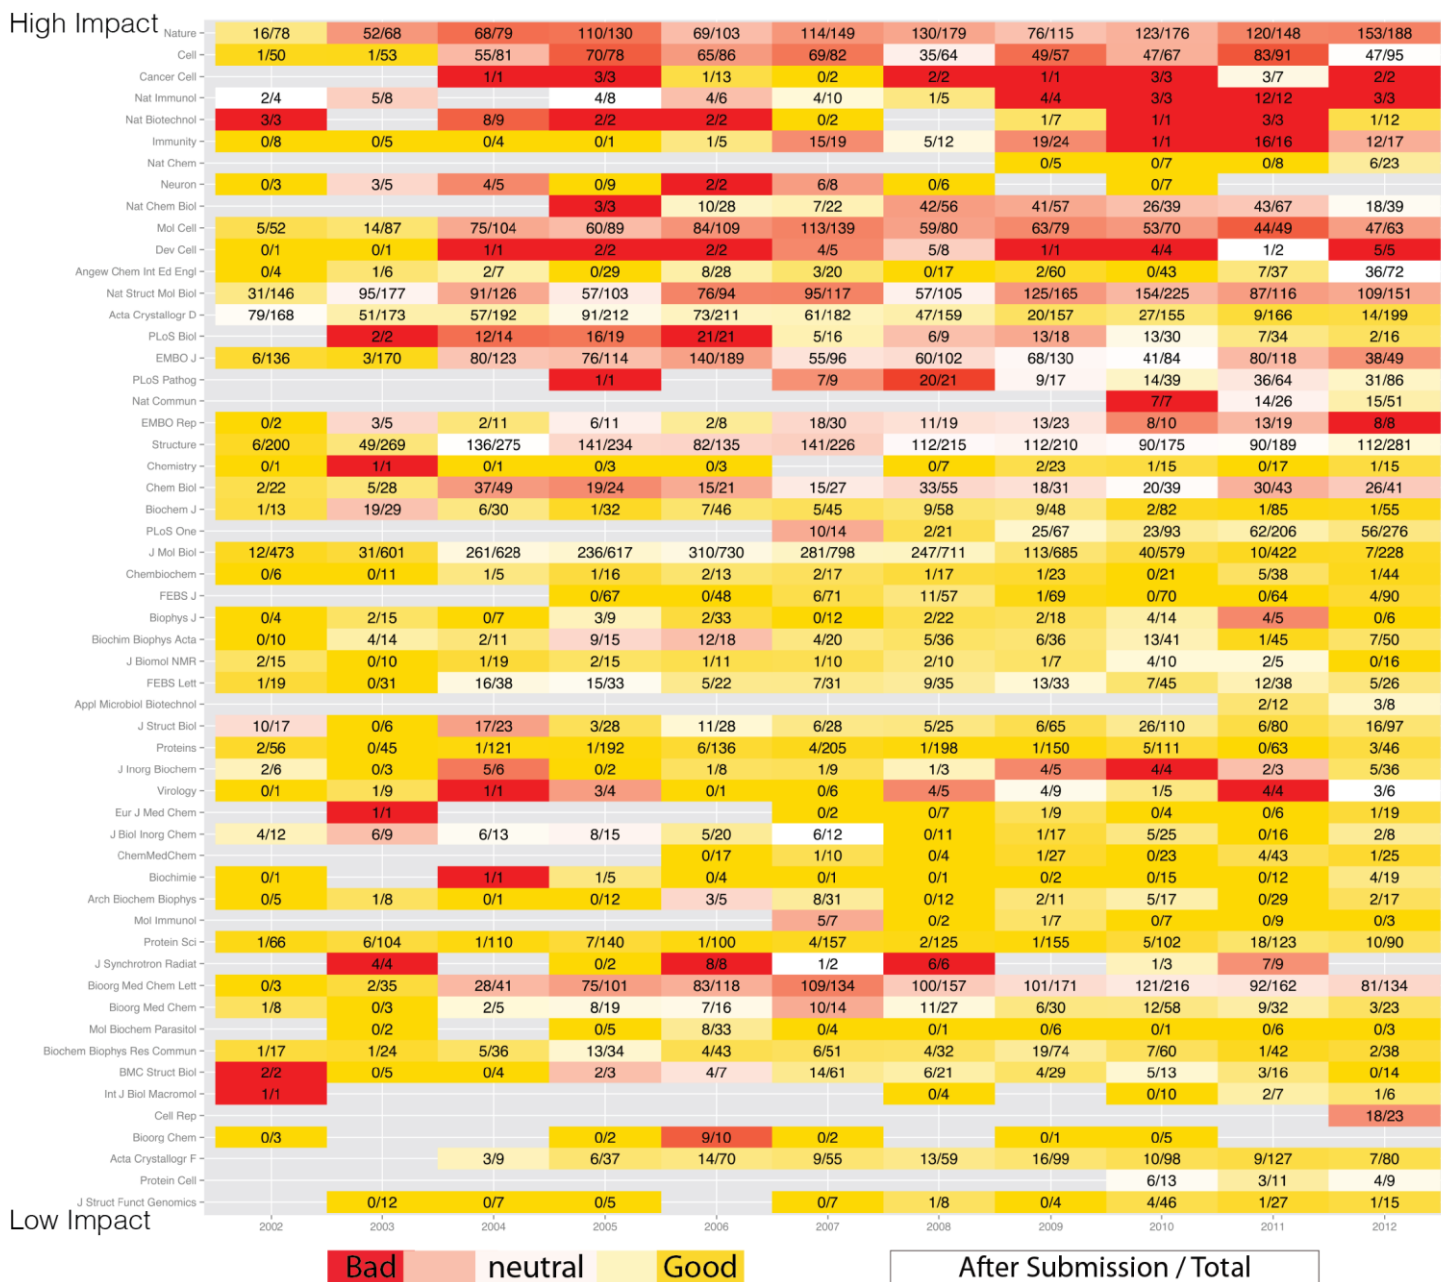 High Impact
Nature 16/78 52/68 68/79 110/130 69/103 114/149 130/179 76/115 123/176 120/148 153/188
Cell 1/50 1/53 55/81 70/78 65/86 69/82 35/64 49/57 47/67 83/91 47/95
Cancer Cell 1/1 3/3 1/13 0/2 2/2 1/1 3/3 3/7 2/2
Nat Immunol 2/4 5/8 4/8 4/6 4/10 1/5 4/4 3/3 12/12 3/3
Nat Biotechnol 3/3 8/9 2/2 2/2 0/2 1/7 1/1 3/3 1/12
Immunity 0/8 0/5 0/4 0/1 1/5 15/19 5/12 19/24 1/1 16/16 12/17
Nat Chem 0/5 0/7 0/8 6/23
Neuron 0/3 3/5 4/5 0/9 2/2 6/8 0/6 0/7
Nat Chem Biol 3/3 10/28 7/22 42/56 41/57 26/39 43/67 18/39
Mol Cell 5/52 14/87 75/104 60/89 84/109 113/139 59/80 63/79 53/70 44/49 47/63
Dev Cell 0/1 0/1 1/1 2/2 2/2 4/5 5/8 1/1 4/4 1/2 5/5
Angew Chem Int Ed Engl 0/4 1/6 2/7 0/29 8/28 3/20 0/17 2/60 0/43 7/37 36/72
Nat Struct Mol Biol 31/146 95/177 91/126 57/103 76/94 95/117 57/105 125/165 154/225 87/116 109/151
Acta Crystallogr D 79/168 51/173 57/192 91/212 73/211 61/182 47/159 20/157 27/155 9/166 14/199
PLoS Biol 2/2 12/14 16/19 21/21 5/16 6/9 13/18 13/30 7/34 2/16
EMBO J 6/136 3/170 80/123 76/114 140/189 55/96 60/102 68/130 41/84 80/118 38/49
PLoS Pathog 1/1 7/9 20/21 9/17 14/39 36/64 31/86
Nat Commun 7/7 14/26 15/51
EMBO Rep 0/2 3/5 2/11 6/11 2/8 18/30 11/19 13/23 8/10 13/19 8/8
Structure 6/200 49/269 136/275 141/234 82/135 141/226 112/215 112/210 90/175 90/189 112/281
Chemistry 0/1 1/1 0/1 0/3 0/3 0/7 2/23 1/15 0/17 1/15
Chem Biol 2/22 5/28 37/49 19/24 15/21 15/27 33/55 18/31 20/39 30/43 26/41
Biochem J 1/13 19/29 6/30 1/32 7/46 5/45 9/58 9/48 2/82 1/85 1/55
PLoS One 10/14 2/21 25/67 23/93 62/206 56/276
J Mol Biol 12/473 31/601 261/628 236/617 310/730 281/798 247/711 113/685 40/579 10/422 7/228
Chembiochem 0/6 0/11 1/5 1/16 2/13 2/17 1/17 1/23 0/21 5/38 1/44
FEBS J 0/67 0/48 6/71 11/57 1/69 0/70 0/64 4/90
Biophys J 0/4 2/15 0/7 3/9 2/33 0/12 2/22 2/18 4/14 4/5 0/6
Biochim Biophys Acta 0/10 4/14 2/11 9/15 12/18 4/20 5/36 6/36 13/41 1/45 7/50
J Biomol NMR 2/15 0/10 1/19 2/15 1/11 1/10 2/10 1/7 4/10 2/5 0/16
FEBS Lett 1/19 0/31 16/38 15/33 5/22 7/31 9/35 13/33 7/45 12/38 5/26
Appl Microbiol Biotechnol 2/12 3/8
J Struct Biol 10/17 0/6 17/23 3/28 11/28 6/28 5/25 6/65 26/110 6/80 16/97
Proteins 2/56 0/45 1/121 1/192 6/136 4/205 1/198 1/150 5/111 0/63 3/46
J Inorg Biochem 2/6 0/3 5/6 0/2 1/8 1/9 1/3 4/5 4/4 2/3 5/36
Virology 0/1 1/9 1/1 3/4 0/1 0/6 4/5 4/9 1/5 4/4 3/6
Eur J Med Chem 1/1 0/2 0/7 1/9 0/4 0/6 1/19
J Biol Inorg Chem 4/12 6/9 6/13 8/15 5/20 6/12 0/11 1/17 5/25 0/16 2/8
ChemMedChem 0/17 1/10 0/4 1/27 0/23 4/43 1/25
Biochimie 0/1 1/1 1/5 0/4 0/1 0/1 0/2 0/15 0/12 4/19
Arch Biochem Biophys 0/5 1/8 0/1 0/12 3/5 8/31 0/12 2/11 5/17 0/29 2/17
Mol Immunol 5/7 0/2 1/7 0/7 0/9 0/3
Protein Sci 1/66 6/104 1/110 7/140 1/100 4/157 2/125 1/155 5/102 18/123 10/90
J Synchrotron Radiat 4/4 0/2 8/8 1/2 6/6 1/3 7/9
Bioorg Med Chem Lett 0/3 2/35 28/41 75/101 83/118 109/134 100/157 101/171 121/216 92/162 81/134
Bioorg Med Chem 1/8 0/3 2/5 8/19 7/16 10/14 11/27 6/30 12/58 9/32 3/23
Mol Biochem Parasitol 0/2 0/5 8/33 0/4 0/1 0/6 0/1 0/6 0/3
Biochem Biophys Res Commun 1/17 1/24 5/36 13/34 4/43 6/51 4/32 19/74 7/60 1/42 2/38
BMC Struct Biol 2/2 0/5 0/4 2/3 4/7 14/61 6/21 4/29 5/13 3/16 0/14
Int J Biol Macromol 1/1 0/4 0/10 2/7 1/6
Cell Rep 18/23
Bioorg Chem 0/3 0/2 9/10 0/2 0/1 0/5
Acta Crystallogr F 3/9 6/37 14/70 9/55 13/59 16/99 10/98 9/127 7/80
Protein Cell 6/13 3/11 4/9
J Struct Funct Genomics 0/12 0/7 0/5 0/7 1/8 0/4 4/46 1/27 1/15
Low Impact
2002 2003 2004 2005 2006 2007 2008 2009 2010 2011 2012
Bad neutral Good
After Submission / Total